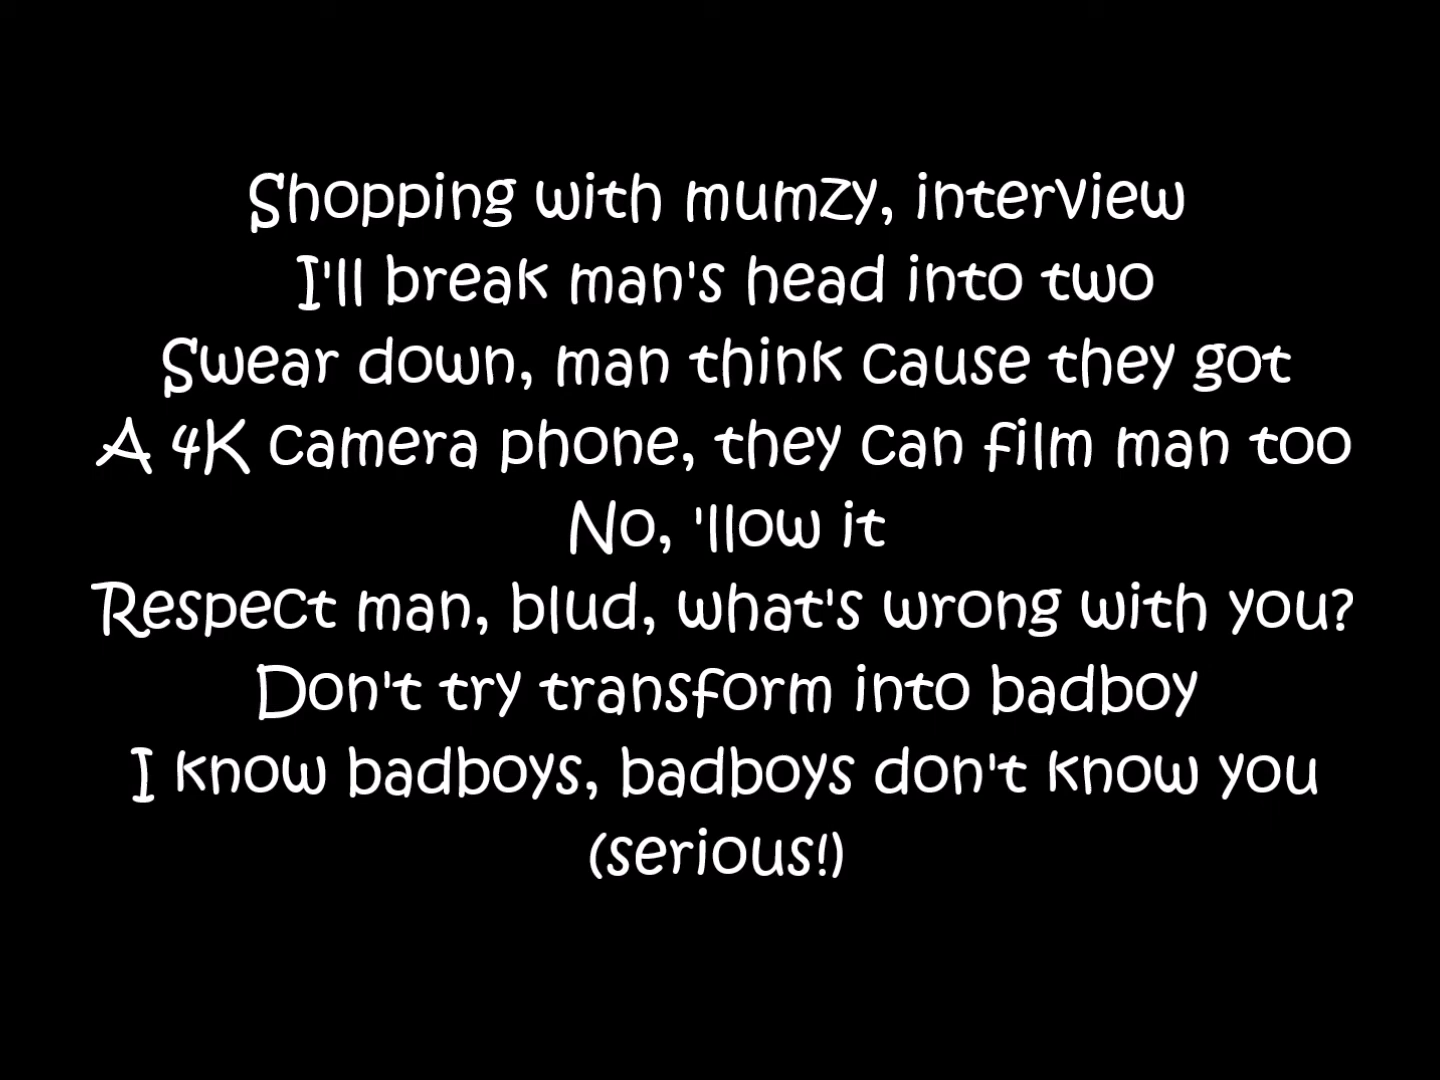 Shopping with mumzy, interview
I'll break man's head into two
Swear down, man think cause they got
A 4K camera phone, they can film man too
No, 'llow it
Respect man, blud, what's wrong with you?
Don't try transform into badboy
I know badboys, badboys don't know you
(serious!)